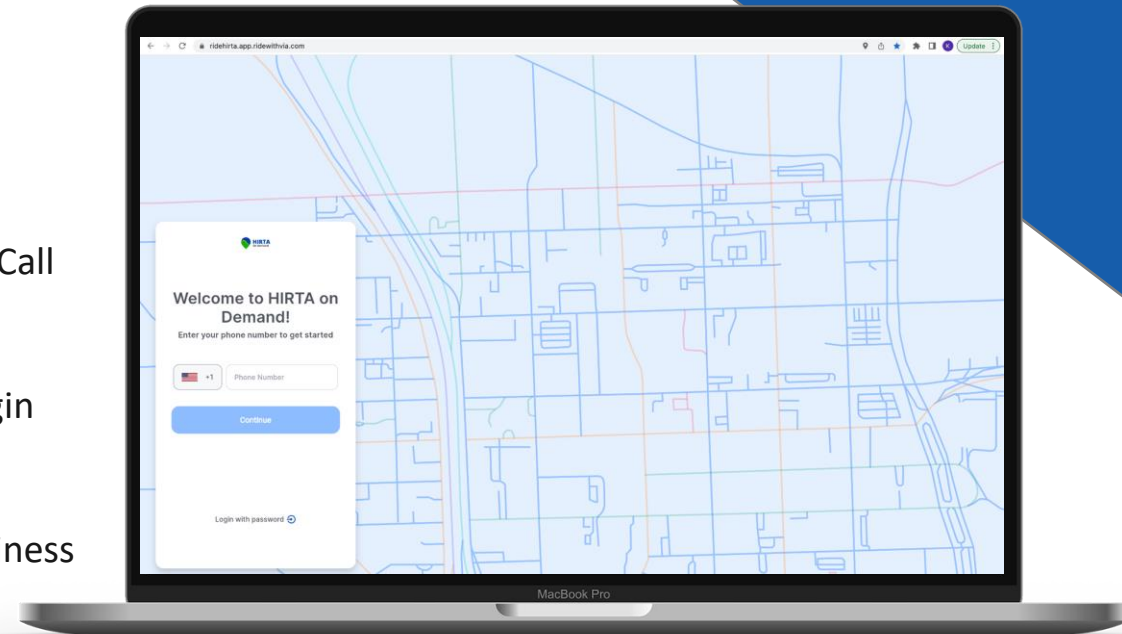 Call
gin
iness
ridehirta.app.ridewithvia.com
K
Update
HIRTA
Welcome to HIRTA on
Demand!
Enter your phone number to get started
+1
Phone Number
Continue
Login with password
MacBook Pro